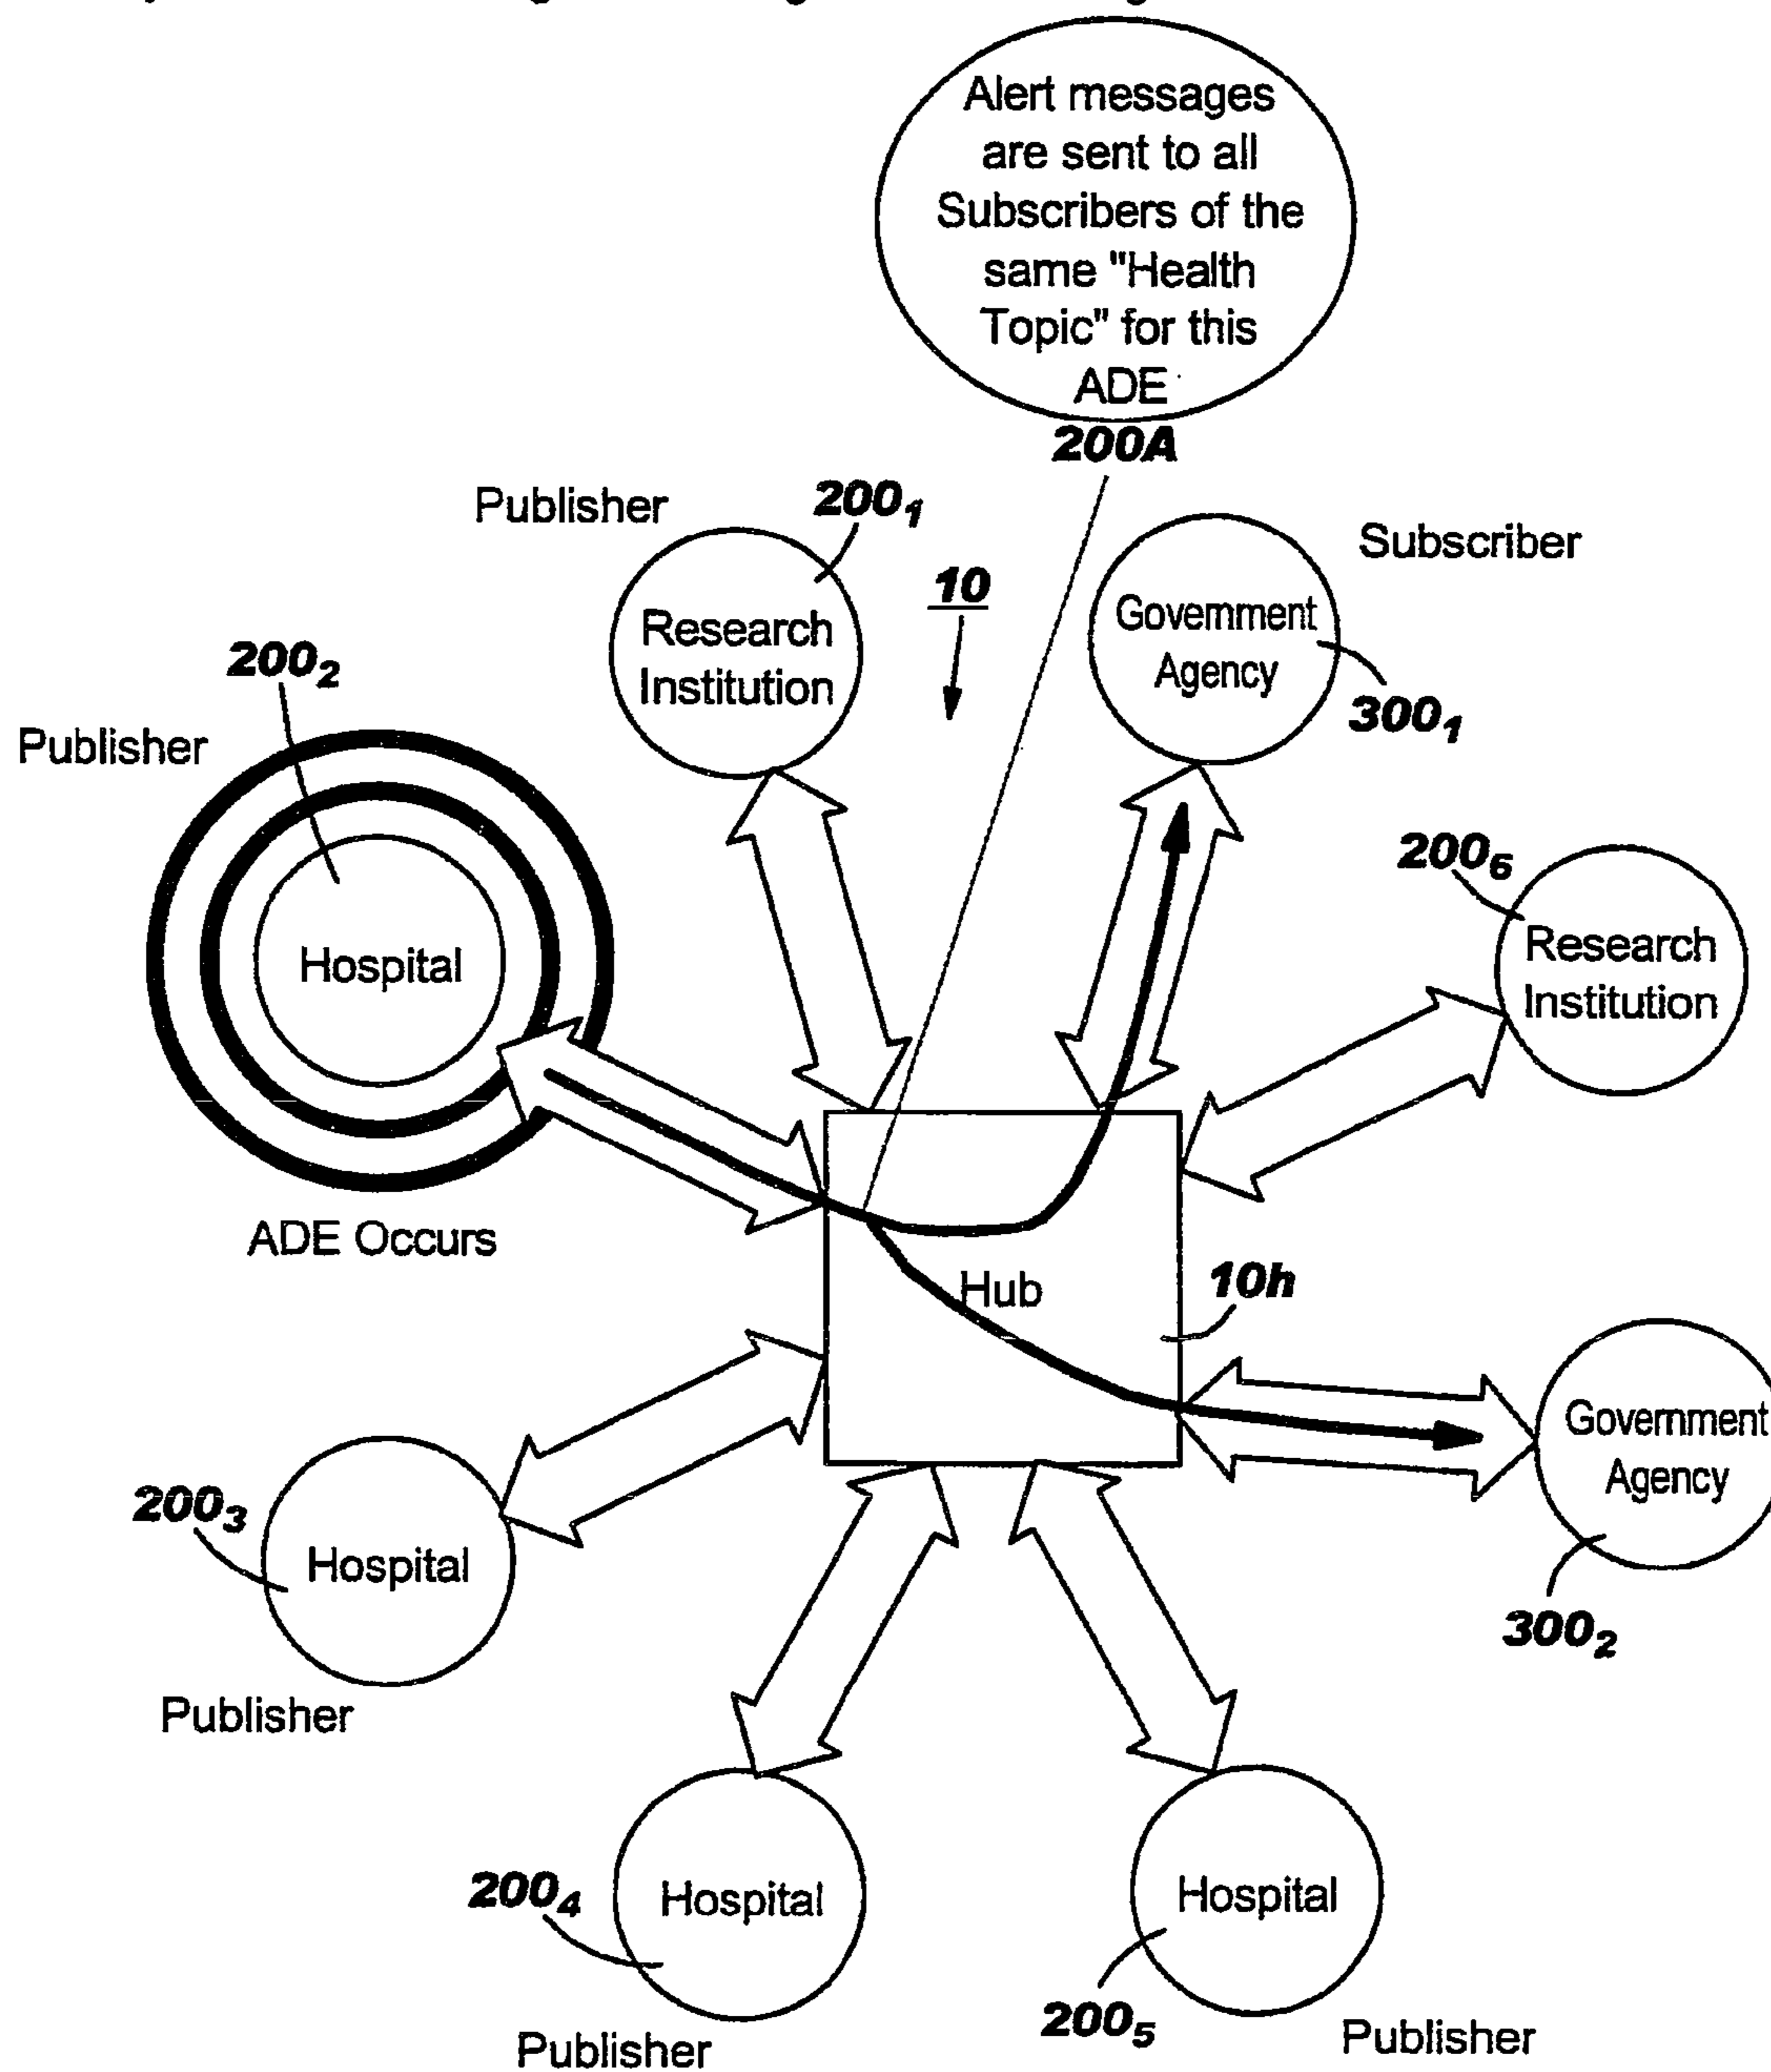 Alert messages
are sent to all
Subscribers of the
same "Health
Topic" for this
ADE
200A
Publisher
200₁
Research
Institution
10
Subscriber
Government
Agency
300₁
200₂
Publisher
Hospital
ADE Occurs
200₆
Research
Institution
Hub
10h
Government
Agency
300₂
200₃
Hospital
Publisher
200₄
Hospital
Publisher
Hospital
200₅
Publisher